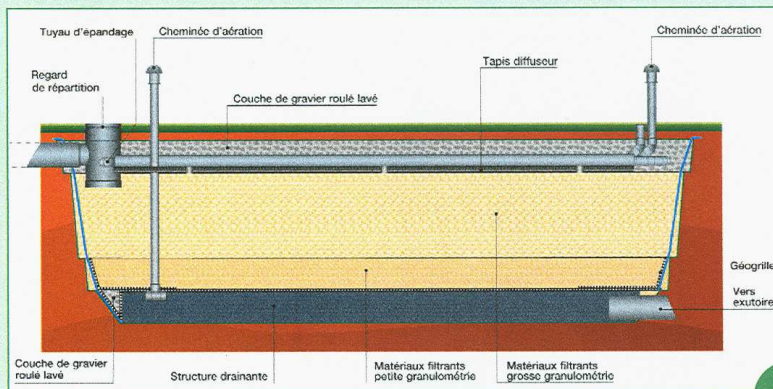 Tuyau d'épandage
Cheminée d'aération
Cheminée d'aération
Tapis diffuseur
Regard
de répartition
Couche de gravier roulé lavé
Géogrille
Vers
exutoire
Couche de gravier
roulé lavé
Structure drainante
Matériaux filtrants
petite granulométrie
Matériaux filtrants
grosse granulométrie